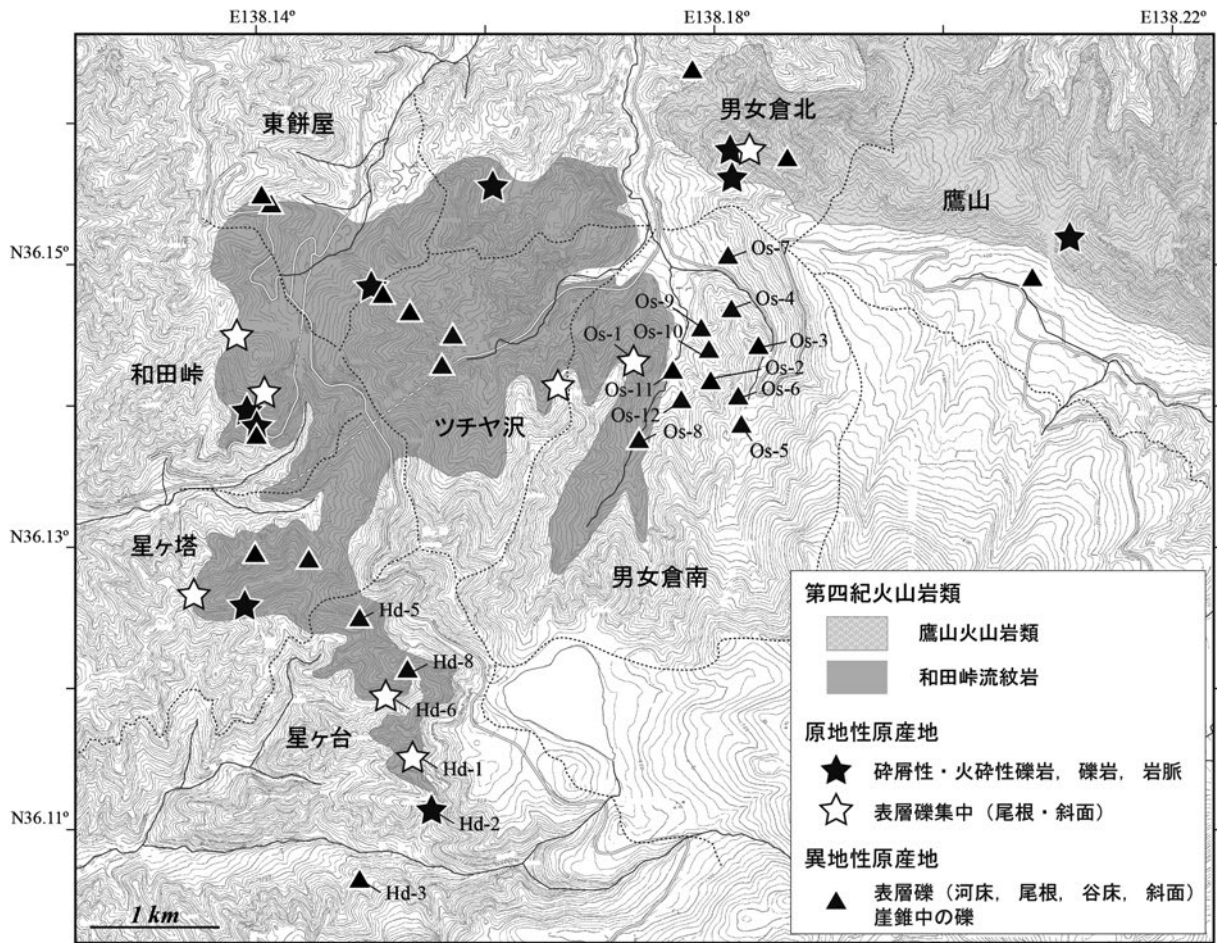 E138.14°
E138.18°
E138.22°
東餅屋
男女倉北
鷹山
N36.15°
Os-7
Os-9
Os-4
Os-1
Os-10
Os-3
和田峠
Os-2
Os-11
Os-6
Os-12
ツチヤ沢
Os-8
Os-5
N36.13°
星ヶ塔
男女倉南
Hd-5
Hd-8
Hd-6
星ヶ台
Hd-1
N36.11°
Hd-2
Hd-3
1 km
第四紀火山岩類
鷹山火山岩類
和田峠流紋岩
原地性原産地
砕屑性・火砕性礫岩, 礫岩, 岩脈
表層礫集中 (尾根・斜面)
異地性原産地
表層礫 (河床, 尾根, 谷床, 斜面)
崖錐中の礫